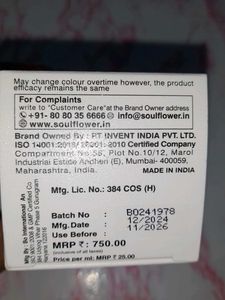 May change colour overtime however, the product
efficacy remains the same
For Complaints
write to "Customer Care" at the Brand Owner address
+91- 80 80 35 6666 info@soulflower.in
www.soulflower.in
Brand Owned By: PT INVENT INDIA PVT. LTD.
ISO 14001:2015/ 2010 Certified Company
Compartment No. Plot No.10/12, Marol
Industrial Estate Andheri (E), Mumbai- 400059,
Maharashtra, India.
Mfg. Lic. No.: 384 COS (H)
Batch No : B0241978
Mfg.Date : 12/2024
Use Before : 11/2026
MRP ₹: 750.00
(Inclusive of all taxes)
Price per ml: MRP ₹ 25.00